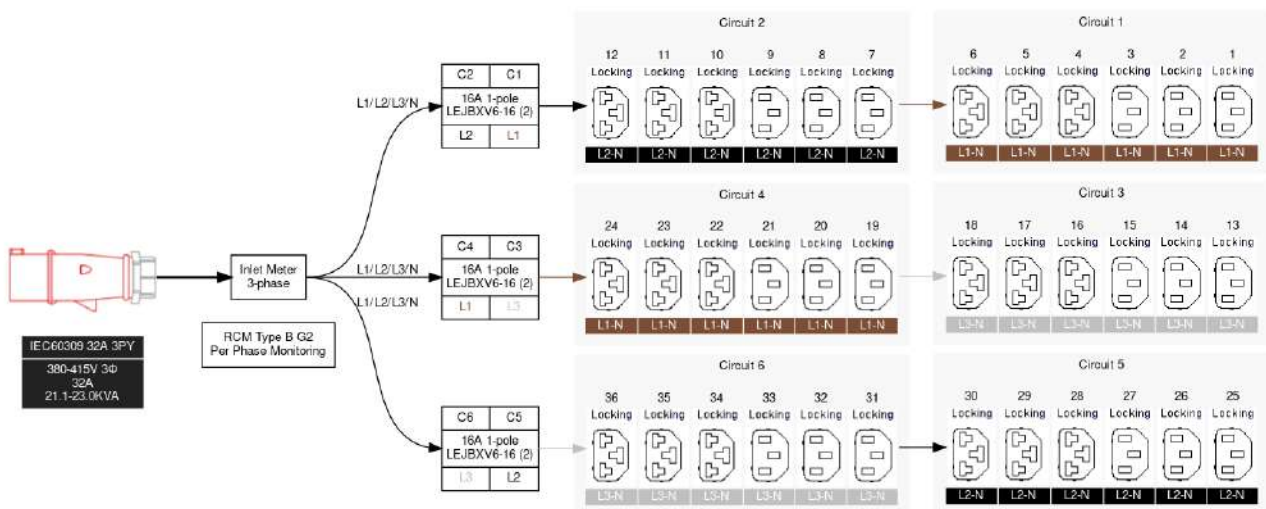 Circuit 2
Circuit 1
12 11 10 9 8 7
6 5 4 3 2 1
Locking Locking Locking Locking Locking Locking
Locking Locking Locking Locking Locking Locking
C2 C1
16A 1-pole
LEJBXV6-16 (2)
L2 L1
L1/L2/L3/N
L2-N L2-N L2-N L2-N L2-N L2-N
L1-N L1-N L1-N L1-N L1-N L1-N
Circuit 4
Circuit 3
24 23 22 21 20 19
18 17 16 15 14 13
Locking Locking Locking Locking Locking Locking
Locking Locking Locking Locking Locking Locking
C4 C3
16A 1-pole
LEJBXV6-16 (2)
L1 L3
Inlet Meter
3-phase
L1/L2/L3/N
L1/L2/L3/N
L1-N L1-N L1-N L1-N L1-N L1-N
L3-N L3-N L3-N L3-N L3-N L3-N
RCM Type B G2
Per Phase Monitoring
IEC60309 32A 3PY
380-415V 3Φ
32A
21.1-23.0KVA
Circuit 6
Circuit 5
36 35 34 33 32 31
30 29 28 27 26 25
Locking Locking Locking Locking Locking Locking
Locking Locking Locking Locking Locking Locking
C6 C5
16A 1-pole
LEJBXV6-16 (2)
L3 L2
L3-N L3-N L3-N L3-N L3-N L3-N
L2-N L2-N L2-N L2-N L2-N L2-N